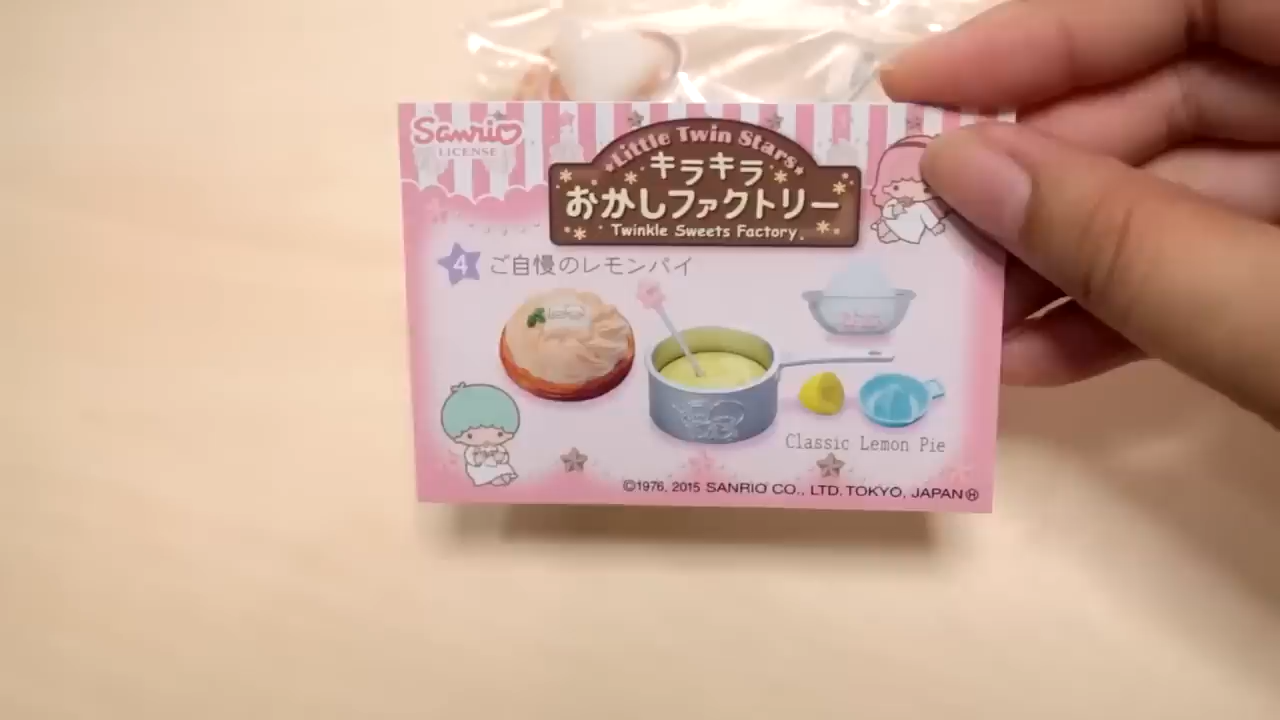 Sanrio
LICENSE
Little Twin Stars
キラキラ
おかしファクトリー
Twinkle Sweets Factory
4 ご自慢のレモンパイ
Classic Lemon Pie
©1976, 2015 SANRIO CO., LTD. TOKYO, JAPAN Ⓗ